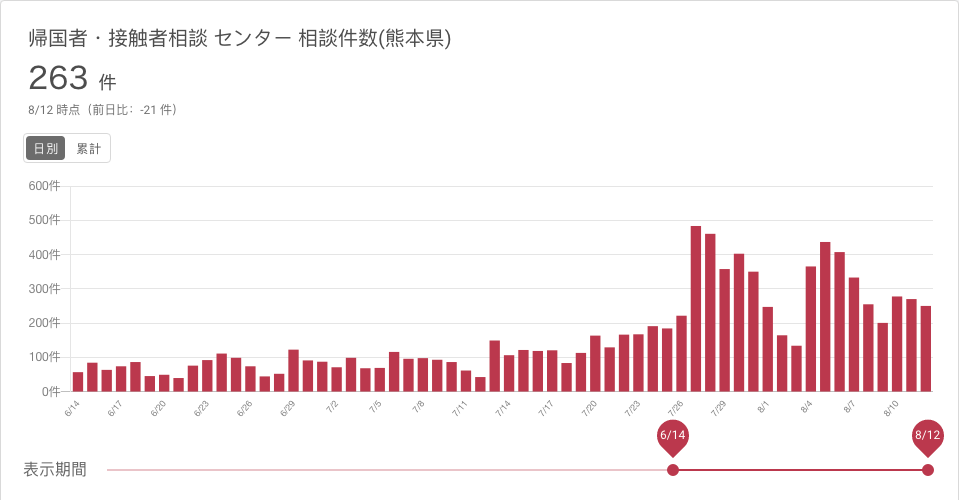 帰国者・接触者相談 センター 相談件数(熊本県)
263 件
8/12 時点（前日比：-21 件）
日別 累計
600件
500件
400件
300件
200件
100件
0件
6/14 6/17 6/20 6/23 6/26 6/29 7/2 7/5 7/8 7/11 7/14 7/17 7/20 7/23 7/26 7/29 8/1 8/4 8/7 8/10
6/14 8/12
表示期間